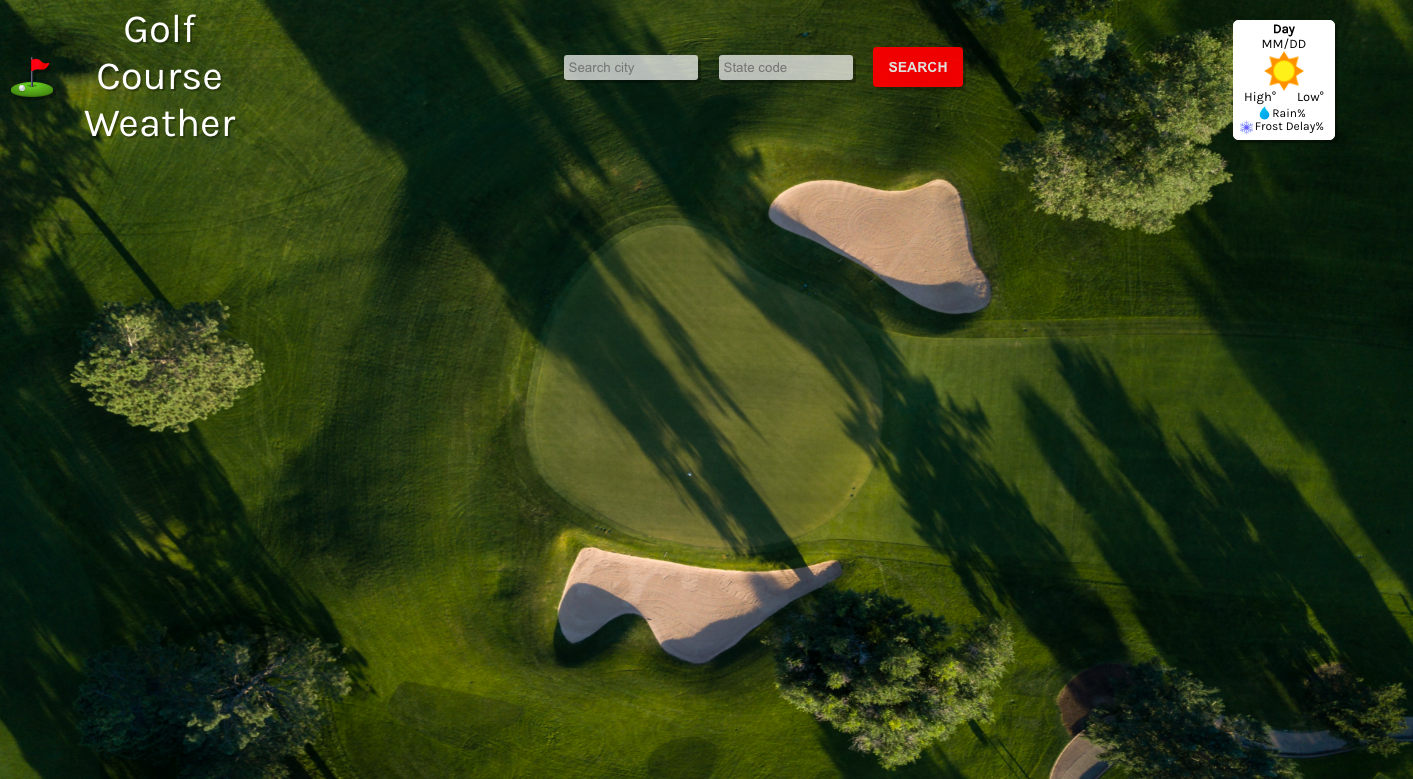 Golf
Course
Weather
Search city
State code
SEARCH
Day
MM/DD
High° Low°
Rain%
Frost Delay%